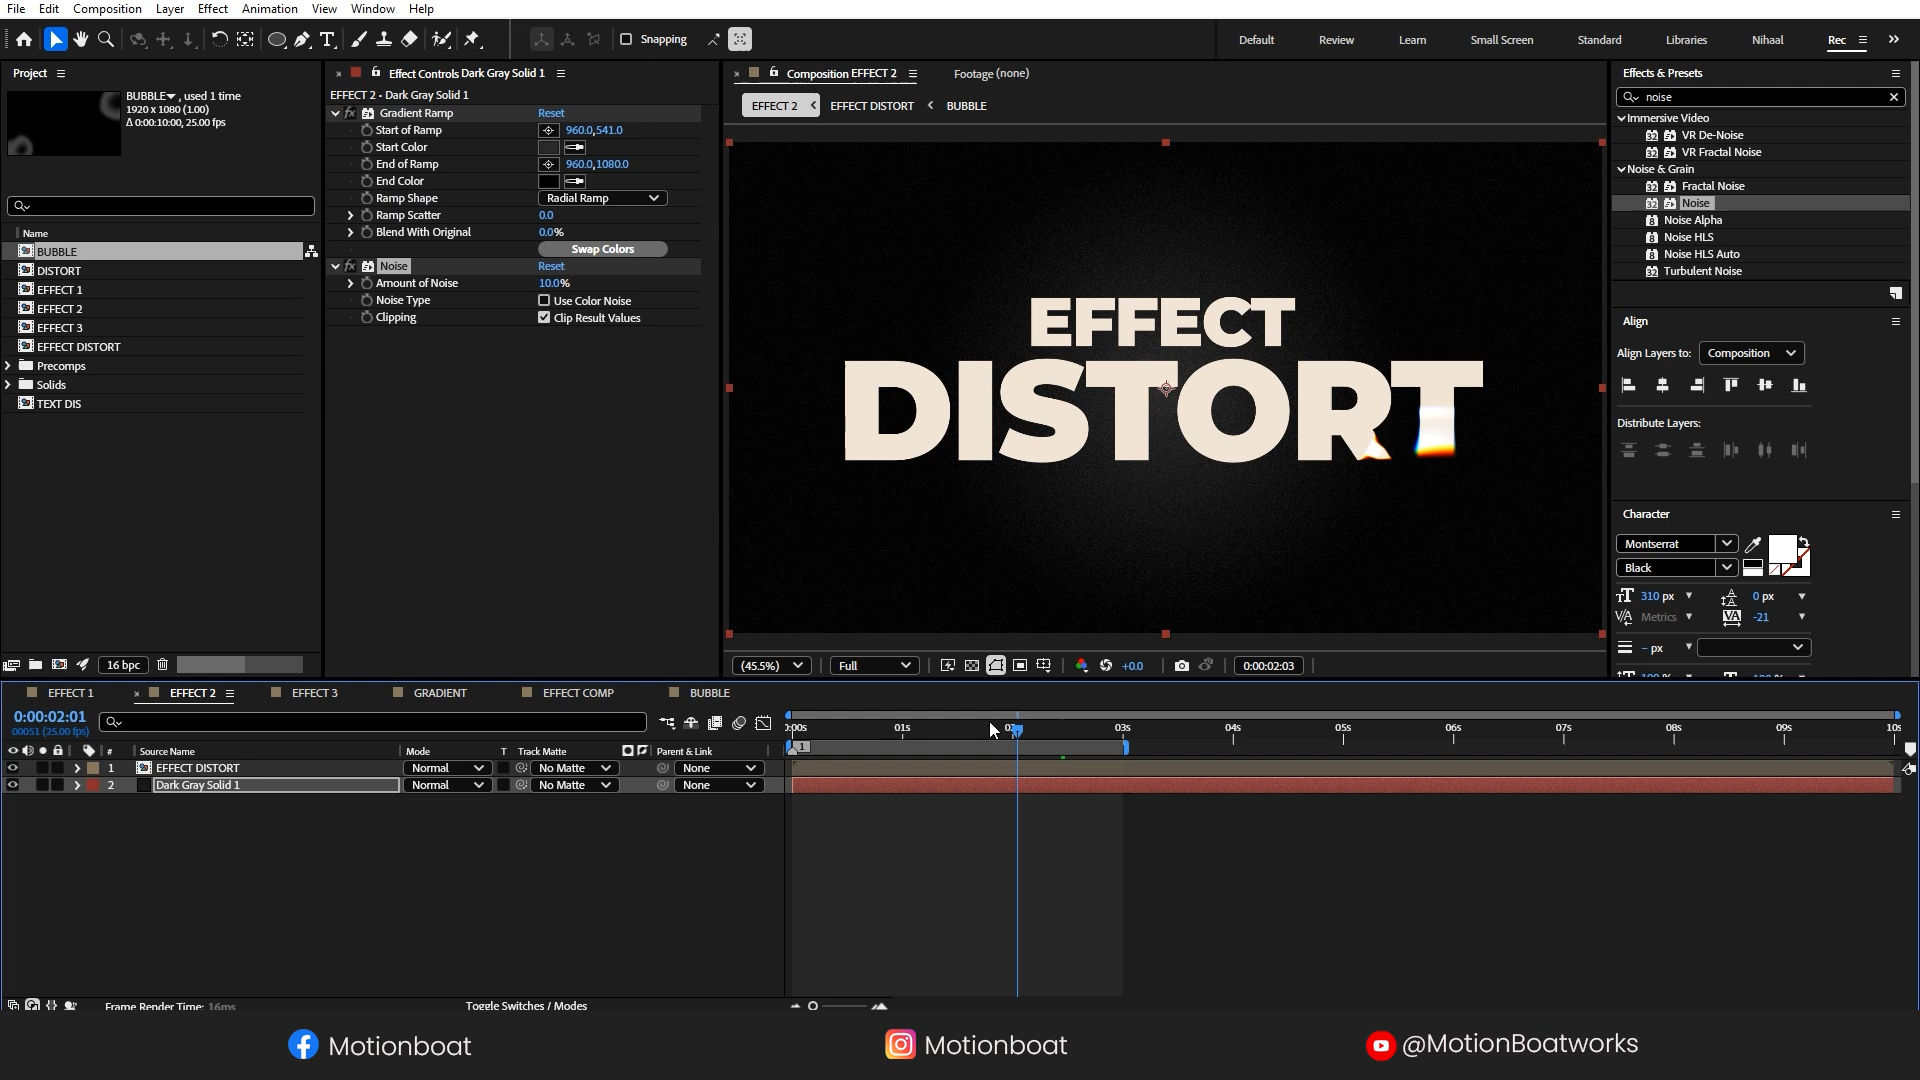 File Edit Composition Layer Effect Animation View Window Help
Snapping
Default Review Learn Small Screen Standard Libraries Nihaal Rec
Project
BUBBLE , used 1 time
1920 x 1080 (1.00)
Δ 0:00:10:00, 25.00 fps
Name
BUBBLE
DISTORT
EFFECT 1
EFFECT 2
EFFECT 3
EFFECT DISTORT
Precomps
Solids
TEXT DIS
16 bpc
Effect Controls Dark Gray Solid 1
EFFECT 2 • Dark Gray Solid 1
fx Gradient Ramp Reset
Start of Ramp 960.0,541.0
Start Color
End of Ramp 960.0,1080.0
End Color
Ramp Shape Radial Ramp
Ramp Scatter 0.0
Blend With Original 0.0%
Swap Colors
fx Noise Reset
Amount of Noise 10.0%
Noise Type Use Color Noise
Clipping Clip Result Values
Composition EFFECT 2 Footage (none)
EFFECT 2 EFFECT DISTORT BUBBLE
EFFECT
DISTORT
(45.5%) Full +0.0 0:00:02:03
Effects & Presets
noise
Immersive Video
VR De-Noise
VR Fractal Noise
Noise & Grain
Fractal Noise
Noise
Noise Alpha
Noise HLS
Noise HLS Auto
Turbulent Noise
Align
Align Layers to: Composition
Distribute Layers:
Character
Montserrat
Black
310 px 0 px
Metrics -21
- px
EFFECT 1 EFFECT 2 EFFECT 3 GRADIENT EFFECT COMP BUBBLE
0:00:02:01
00051 (25.00 fps)
# Source Name Mode T Track Matte Parent & Link
1 EFFECT DISTORT Normal No Matte None
2 Dark Gray Solid 1 Normal No Matte None
01s 03s 04s 05s 06s 07s 08s 09s
1
Frame Render Time: 16ms Toggle Switches / Modes
Motionboat Motionboat @MotionBoatworks